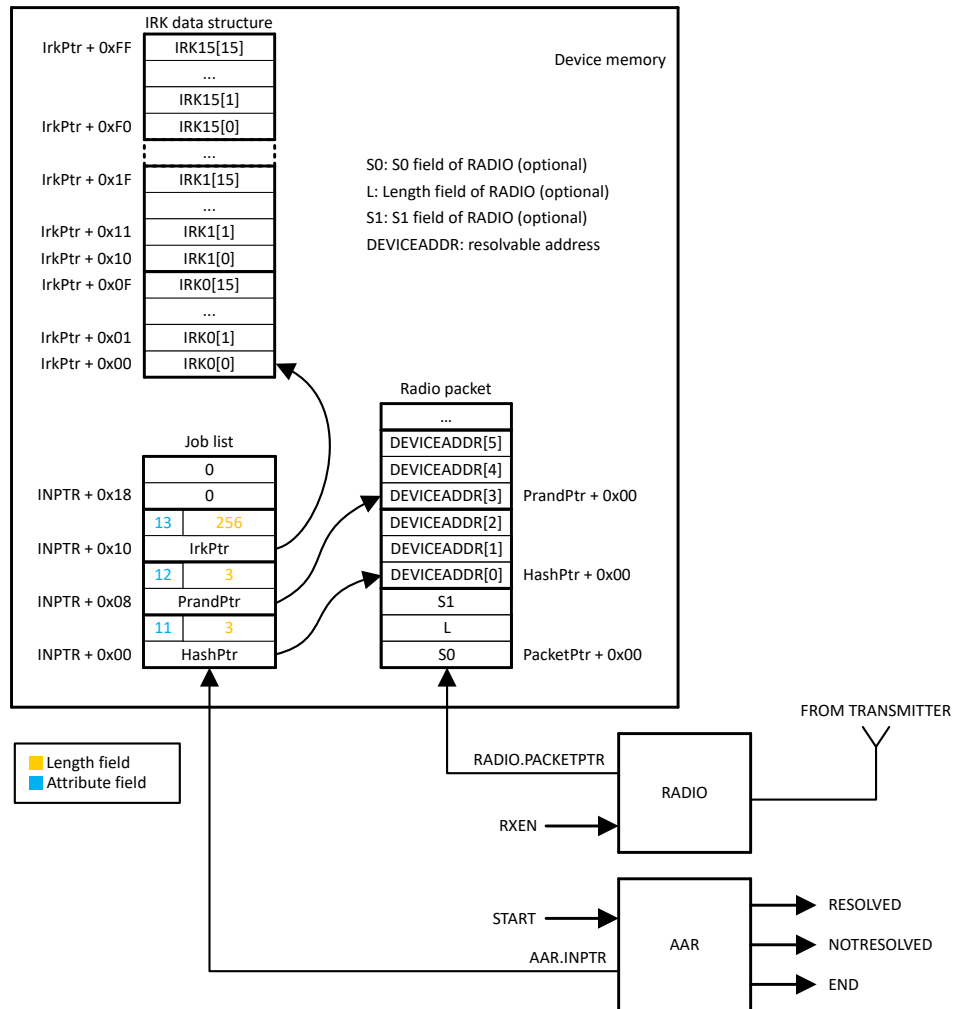 IRK data structure
IrkPtr + 0xFF IRK15[15]
Device memory
...
IRK15[1]
IrkPtr + 0xF0 IRK15[0]
...
IrkPtr + 0x1F IRK1[15]
...
IrkPtr + 0x11 IRK1[1]
IrkPtr + 0x10 IRK1[0]
IrkPtr + 0x0F IRK0[15]
...
IrkPtr + 0x01 IRK0[1]
IrkPtr + 0x00 IRK0[0]
S0: S0 field of RADIO (optional)
L: Length field of RADIO (optional)
S1: S1 field of RADIO (optional)
DEVICEADDR: resolvable address
Job list
0
INPTR + 0x18 0
13 256
INPTR + 0x10 IrkPtr
12 3
INPTR + 0x08 PrandPtr
11 3
INPTR + 0x00 HashPtr
Radio packet
...
DEVICEADDR[5]
DEVICEADDR[4]
DEVICEADDR[3] PrandPtr + 0x00
DEVICEADDR[2]
DEVICEADDR[1]
DEVICEADDR[0] HashPtr + 0x00
S1
L
S0 PacketPtr + 0x00
FROM TRANSMITTER
Length field
Attribute field
RADIO.PACKETPTR
RADIO
RXEN
START
AAR.INPTR
AAR
RESOLVED
NOTRESOLVED
END